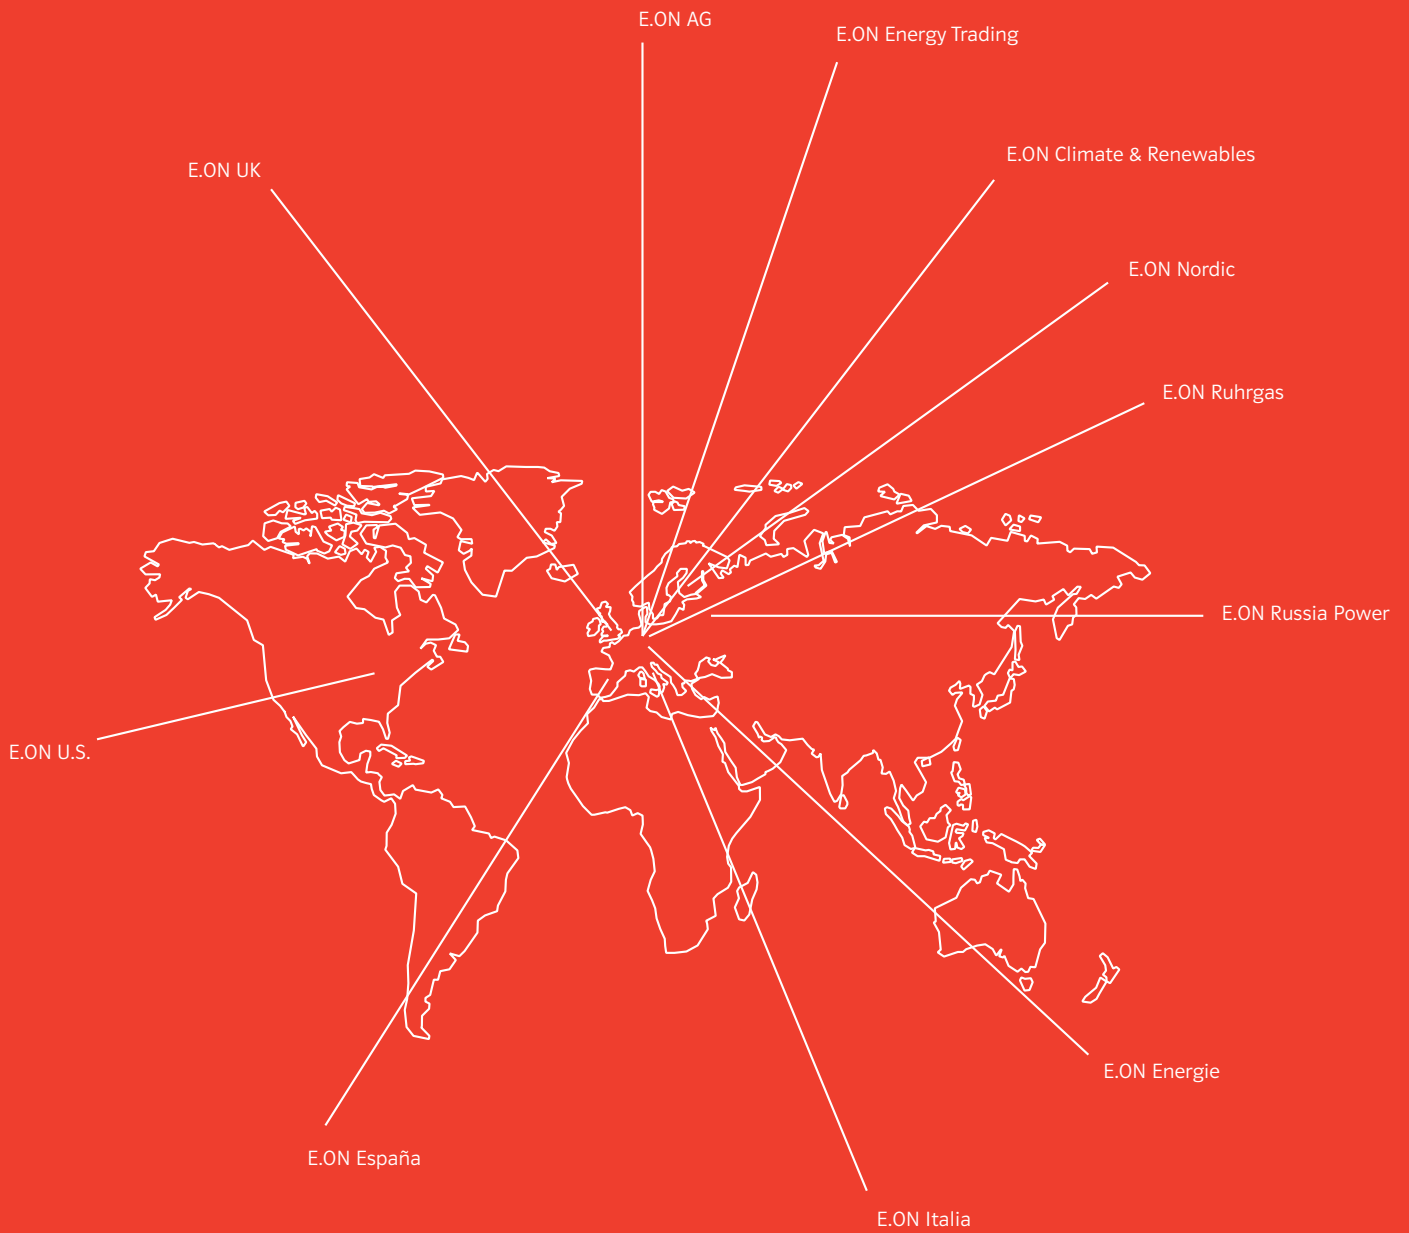 E.ON AG
E.ON Energy Trading
E.ON Climate & Renewables
E.ON UK
E.ON Nordic
E.ON Ruhrgas
E.ON Russia Power
E.ON U.S.
E.ON Energie
E.ON España
E.ON Italia